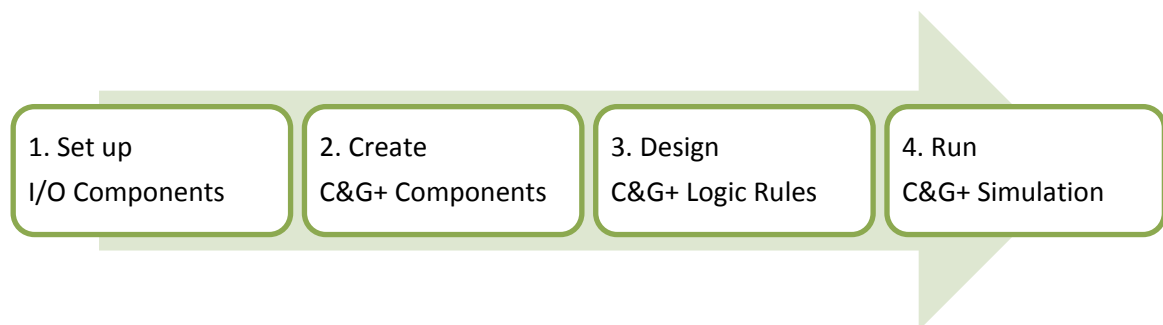 1. Set up
I/O Components
2. Create
C&G+ Components
3. Design
C&G+ Logic Rules
4. Run
C&G+ Simulation